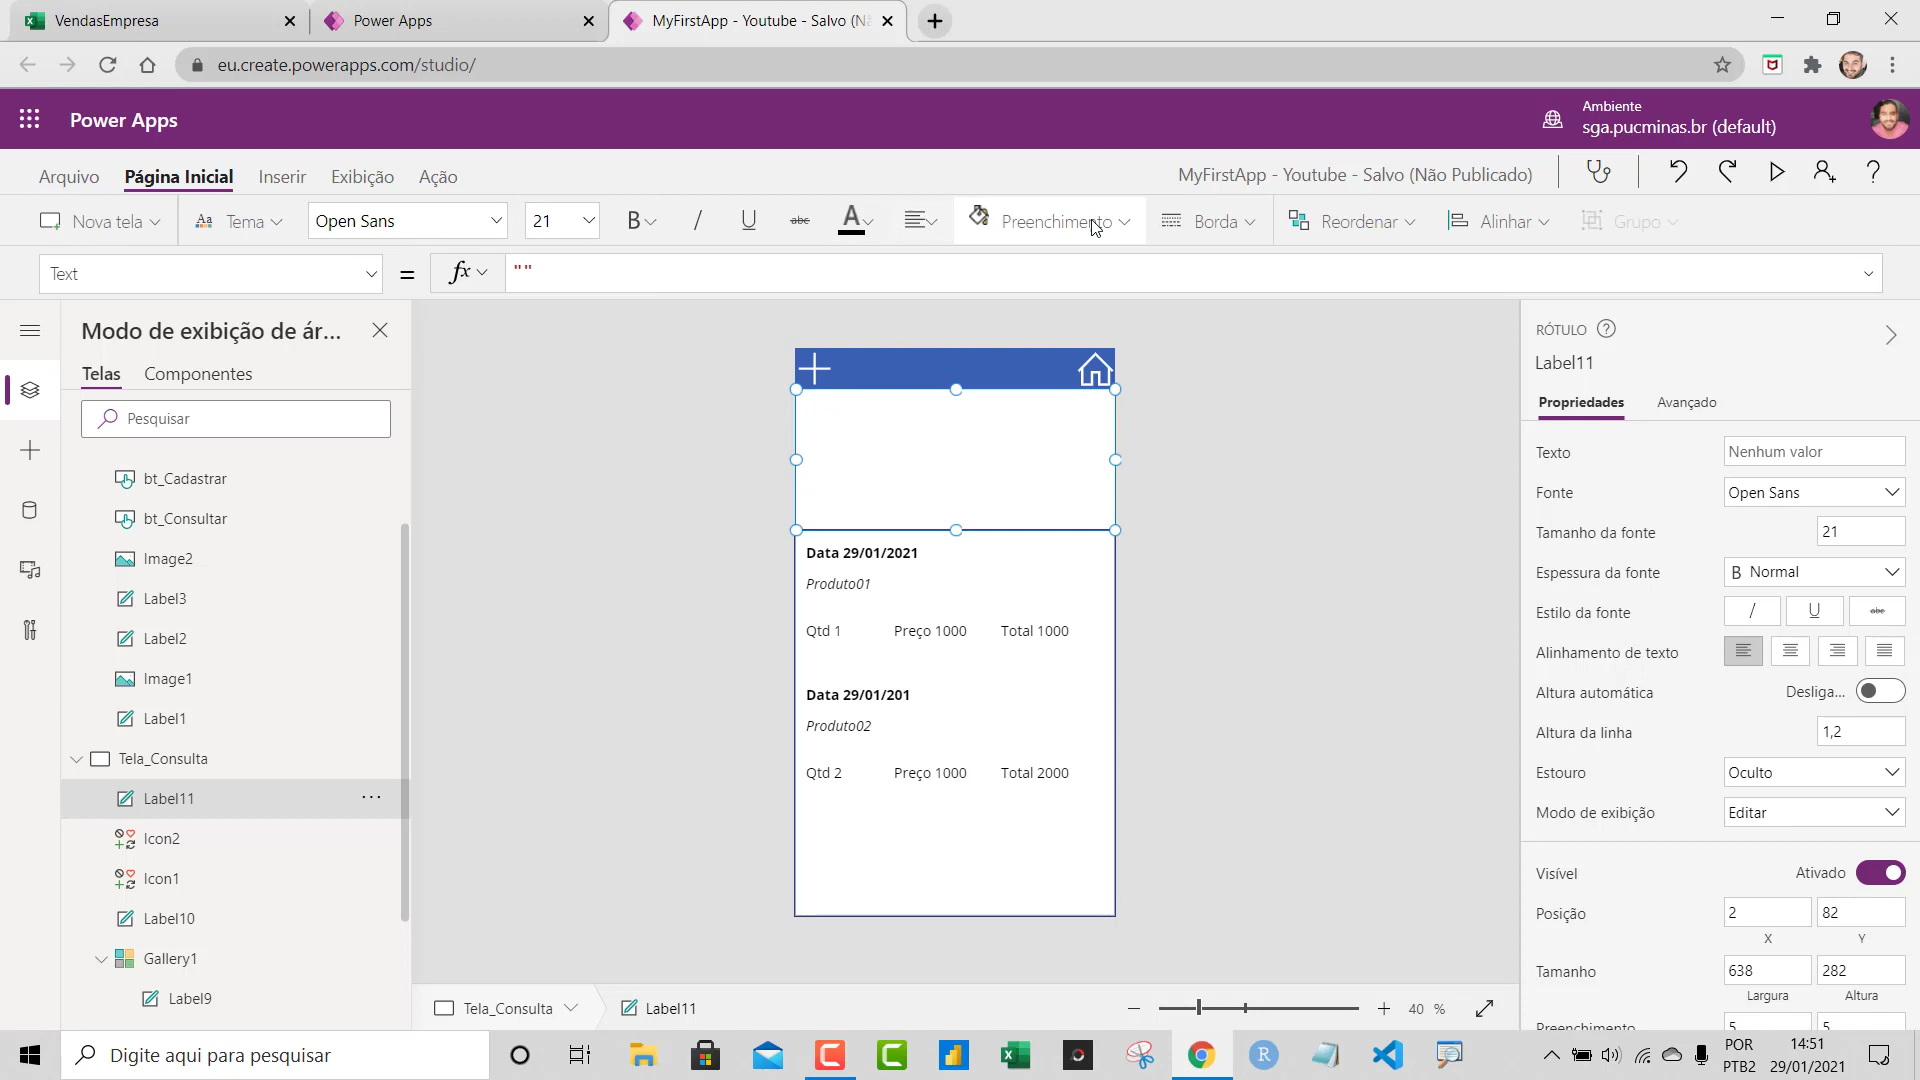 VendasEmpresa
Power Apps
MyFirstApp - Youtube - Salvo (Nã
eu.create.powerapps.com/studio/
Power Apps
Ambiente
sga.pucminas.br (default)
Arquivo
Página Inicial
Inserir
Exibição
Ação
MyFirstApp - Youtube - Salvo (Não Publicado)
Nova tela
Tema
Open Sans
21
B
/
U
abc
A
Preenchimento
Borda
Reordenar
Alinhar
Grupo
Text
=
fx
""
Modo de exibição de ár...
Telas
Componentes
Pesquisar
bt_Cadastrar
bt_Consultar
Image2
Label3
Label2
Image1
Label1
Tela_Consulta
Label11
Icon2
Icon1
Label10
Gallery1
Label9
Data 29/01/2021
Produto01
Qtd 1 Preço 1000 Total 1000
Data 29/01/201
Produto02
Qtd 2 Preço 1000 Total 2000
Tela_Consulta
Label11
40 %
RÓTULO
Label11
Propriedades
Avançado
Texto Nenhum valor
Fonte Open Sans
Tamanho da fonte 21
Espessura da fonte B Normal
Estilo da fonte / U abc
Alinhamento de texto
Altura automática Desliga...
Altura da linha 1,2
Estouro Oculto
Modo de exibição Editar
Visível Ativado
Posição 2 82
X Y
Tamanho 638 282
Largura Altura
Preenchimento 5 5
Digite aqui para pesquisar
POR
PTB2
14:51
29/01/2021